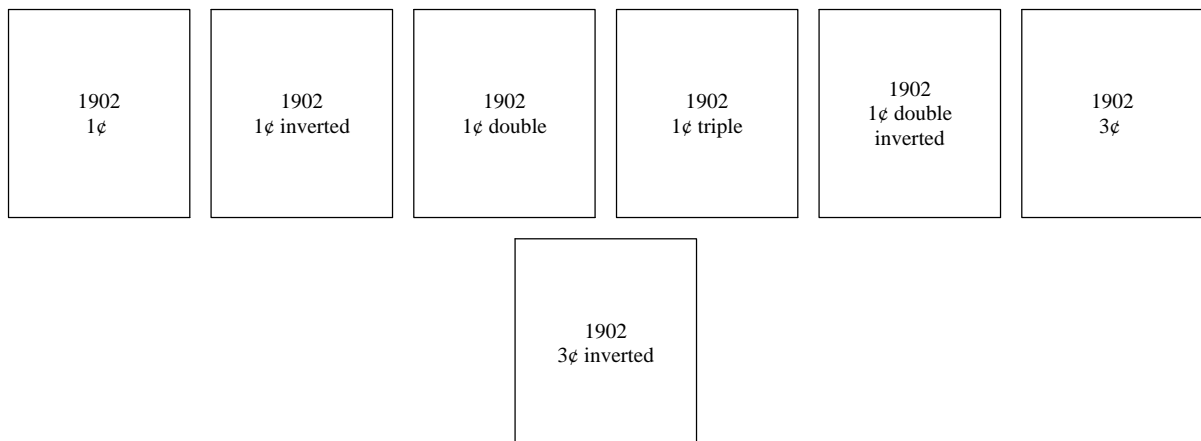 1902
1¢
1902
1¢ inverted
1902
1¢ double
1902
1¢ triple
1902
1¢ double
inverted
1902
3¢
1902
3¢ inverted